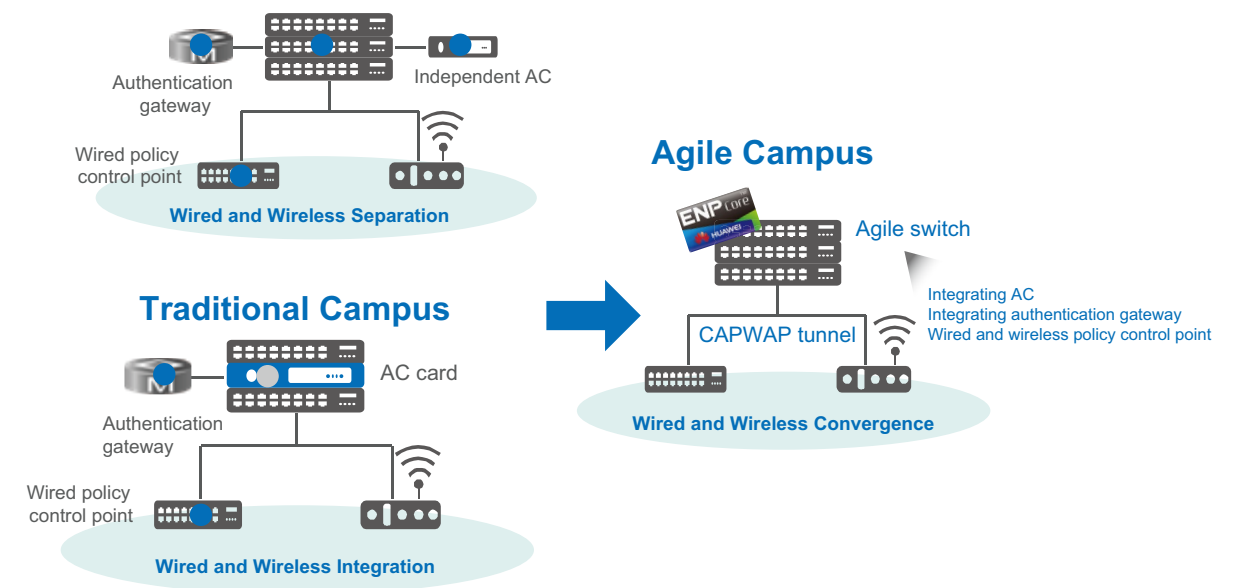 Authentication
gateway
Independent AC
Wired policy
control point
Wired and Wireless Separation
Traditional Campus
M
AC card
Authentication
gateway
Wired policy
control point
Wired and Wireless Integration
Agile Campus
ENP Core
HUAWEI
Agile switch
Integrating AC
Integrating authentication gateway
Wired and wireless policy control point
CAPWAP tunnel
Wired and Wireless Convergence